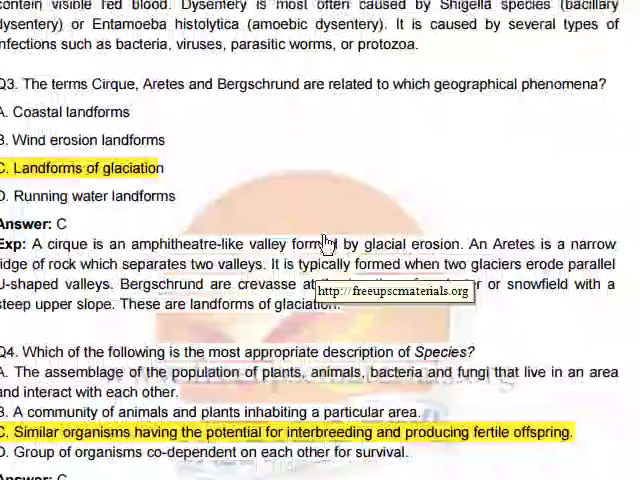 contain visible red blood. Dysentery is most often caused by Shigella species (bacillary
dysentery) or Entamoeba histolytica (amoebic dysentery). It is caused by several types of
infections such as bacteria, viruses, parasitic worms, or protozoa.
Q3. The terms Cirque, Aretes and Bergschrund are related to which geographical phenomena?
A. Coastal landforms
B. Wind erosion landforms
C. Landforms of glaciation
D. Running water landforms
Answer: C
Exp: A cirque is an amphitheatre-like valley formed by glacial erosion. An Aretes is a narrow
ridge of rock which separates two valleys. It is typically formed when two glaciers erode parallel
U-shaped valleys. Bergschrund are crevasse or snowfield with a
http://freeupscmaterials.org
steep upper slope. These are landforms of glaciation.
Q4. Which of the following is the most appropriate description of Species?
A. The assemblage of the population of plants, animals, bacteria and fungi that live in an area
and interact with each other.
B. A community of animals and plants inhabiting a particular area.
C. Similar organisms having the potential for interbreeding and producing fertile offspring.
D. Group of organisms co-dependent on each other for survival.
Answer: C